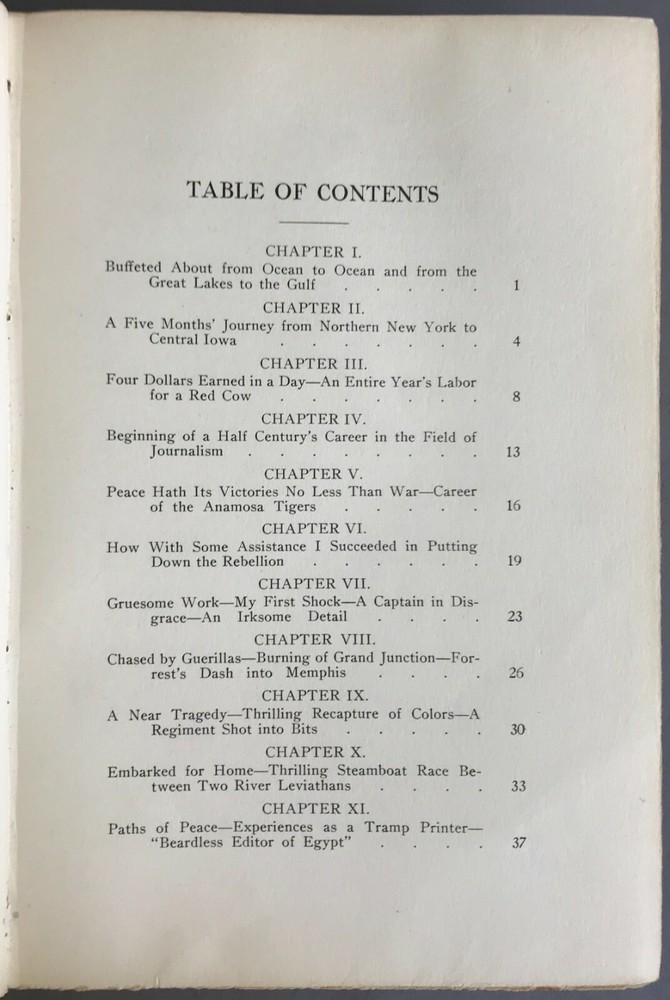 TABLE OF CONTENTS
CHAPTER I.
Buffeted About from Ocean to Ocean and from the
Great Lakes to the Gulf . . . . . 1
CHAPTER II.
A Five Months' Journey from Northern New York to
Central Iowa . . . . . . . 4
CHAPTER III.
Four Dollars Earned in a Day—An Entire Year's Labor
for a Red Cow . . . . . . 8
CHAPTER IV.
Beginning of a Half Century's Career in the Field of
Journalism . . . . . . . . 13
CHAPTER V.
Peace Hath Its Victories No Less Than War—Career
of the Anamosa Tigers . . . . . 16
CHAPTER VI.
How With Some Assistance I Succeeded in Putting
Down the Rebellion . . . . . . 19
CHAPTER VII.
Gruesome Work—My First Shock—A Captain in Dis-
grace—An Irksome Detail . . . . 23
CHAPTER VIII.
Chased by Guerillas—Burning of Grand Junction—For-
rest's Dash into Memphis . . . . 26
CHAPTER IX.
A Near Tragedy—Thrilling Recapture of Colors—A
Regiment Shot into Bits . . . . . 30
CHAPTER X.
Embarked for Home—Thrilling Steamboat Race Be-
tween Two River Leviathans . . . . 33
CHAPTER XI.
Paths of Peace—Experiences as a Tramp Printer—
"Beardless Editor of Egypt" . . . . 37